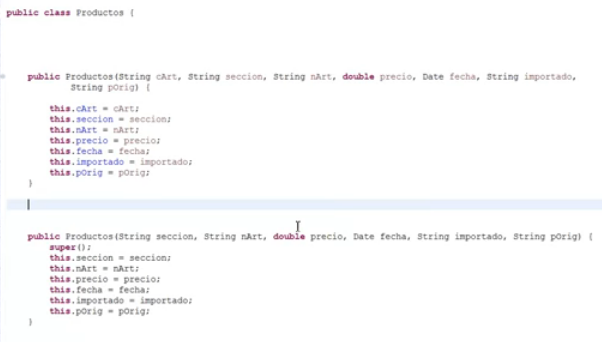 public class Productos {
public Productos(String cArt, String seccion, String nArt, double precio, Date fecha, String importado,
String pOrig) {
this.cArt = cArt;
this.seccion = seccion;
this.nArt = nArt;
this.precio = precio;
this.fecha = fecha;
this.importado = importado;
this.pOrig = pOrig;
}
public Productos(String seccion, String nArt, double precio, Date fecha, String importado, String pOrig) {
super();
this.seccion = seccion;
this.nArt = nArt;
this.precio = precio;
this.fecha = fecha;
this.importado = importado;
this.pOrig = pOrig;
}